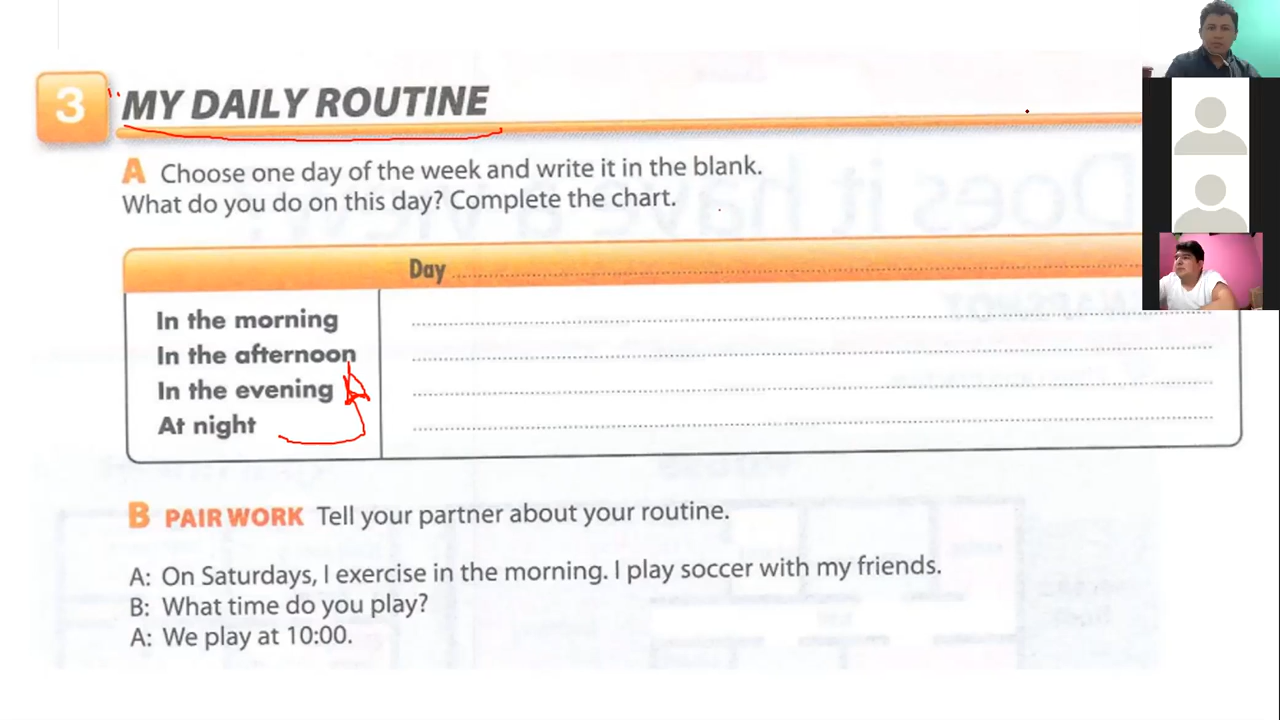 3 MY DAILY ROUTINE
A Choose one day of the week and write it in the blank.
What do you do on this day? Complete the chart.
Day
In the morning
In the afternoon
In the evening
At night
B PAIR WORK Tell your partner about your routine.
A: On Saturdays, I exercise in the morning. I play soccer with my friends.
B: What time do you play?
A: We play at 10:00.